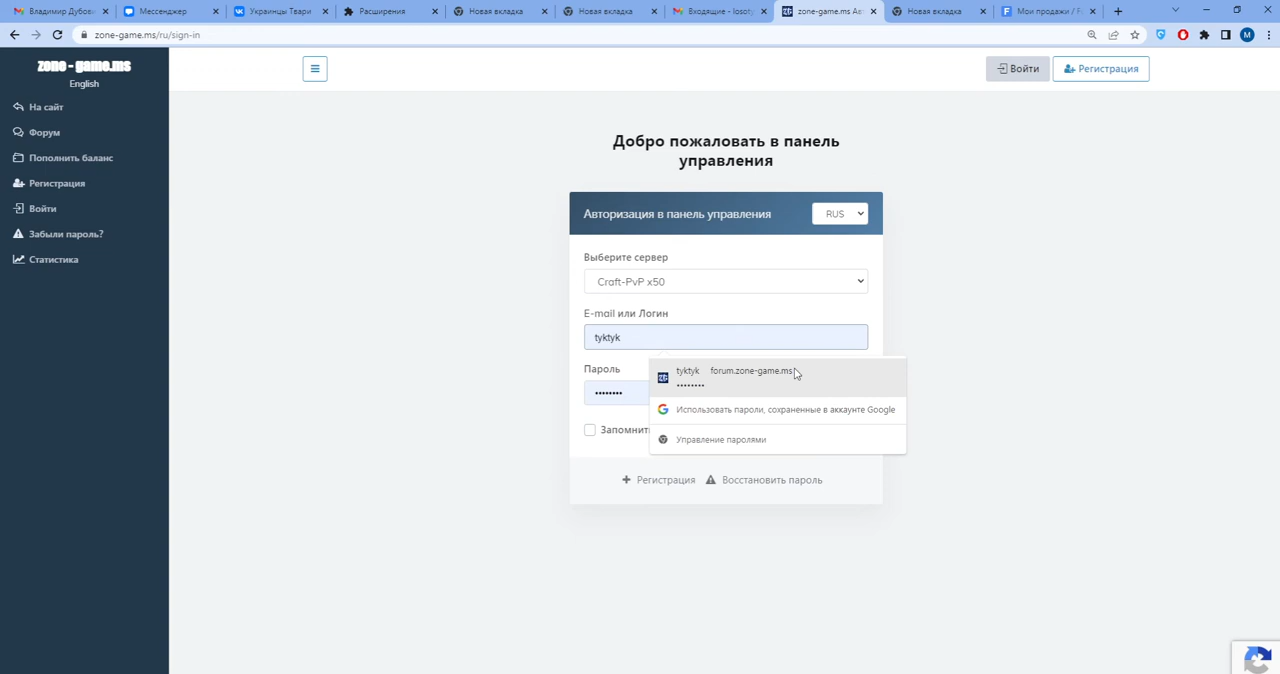 Владимир Дубов
Мессенджер
Украинцы Твари
Расширения
Новая вкладка
Новая вкладка
Входящие - losoty
zone-game.ms Ав
Новая вкладка
Мои продажи / F
zone-game.ms/ru/sign-in
M
zone - game.ms
English
На сайт
Форум
Пополнить баланс
Регистрация
Войти
Забыли пароль?
Статистика
Войти
Регистрация
Добро пожаловать в панель
управления
Авторизация в панель управления
RUS
Выберите сервер
Craft-PvP x50
E-mail или Логин
tyktyk
Пароль
••••••••
tyktyk forum.zone-game.ms
••••••••
Использовать пароли, сохраненные в аккаунте Google
Управление паролями
Запомнить
Регистрация
Восстановить пароль